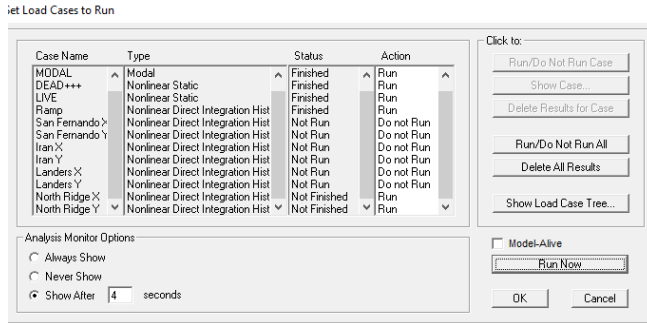 Set Load Cases to Run
Click to:
Case Name Type Status Action
MODAL Modal Finished Run
DEAD+++ Nonlinear Static Finished Run
LIVE Nonlinear Static Finished Run
Ramp Nonlinear Direct Integration Hist Finished Run
San Fernando X Nonlinear Direct Integration Hist Not Run Do not Run
San Fernando Y Nonlinear Direct Integration Hist Not Run Do not Run
Iran X Nonlinear Direct Integration Hist Not Run Do not Run
Iran Y Nonlinear Direct Integration Hist Not Run Do not Run
Landers X Nonlinear Direct Integration Hist Not Run Do not Run
Landers Y Nonlinear Direct Integration Hist Not Run Do not Run
North Ridge X Nonlinear Direct Integration Hist Not Finished Run
North Ridge Y Nonlinear Direct Integration Hist Not Finished Run
Run/Do Not Run Case
Show Case...
Delete Results for Case
Run/Do Not Run All
Delete All Results
Show Load Case Tree...
Analysis Monitor Options
Always Show
Never Show
Show After 4 seconds
Model-Alive
Run Now
OK Cancel